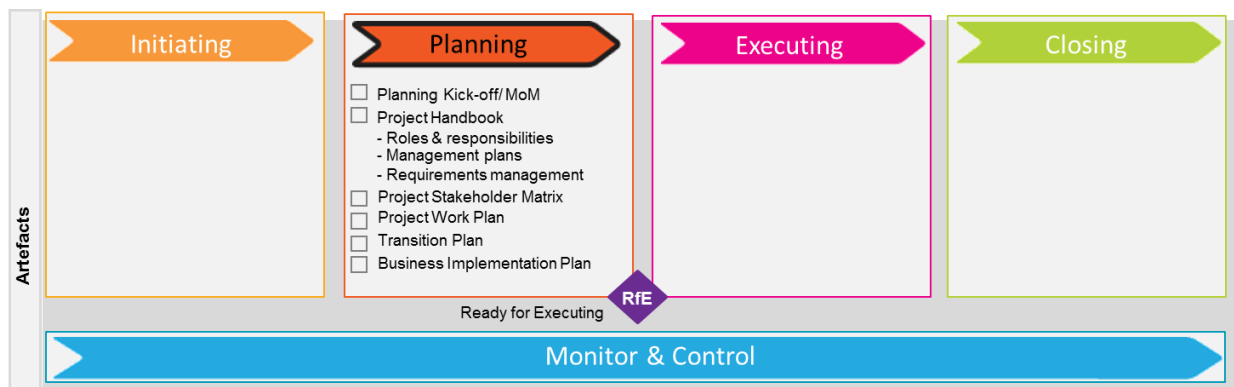 Artefacts
Initiating
Planning
Executing
Closing
Planning Kick-off/ MoM
Project Handbook
- Roles & responsibilities
- Management plans
- Requirements management
Project Stakeholder Matrix
Project Work Plan
Transition Plan
Business Implementation Plan
RfE
Ready for Executing
Monitor & Control